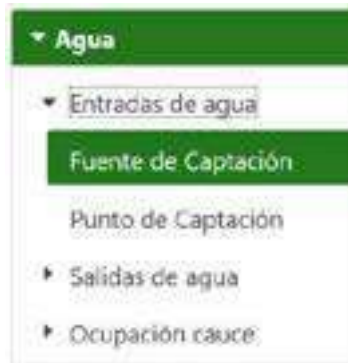 Agua
Entradas de agua
Fuente de Captación
Punto de Captación
Salidas de agua
Ocupación cauce